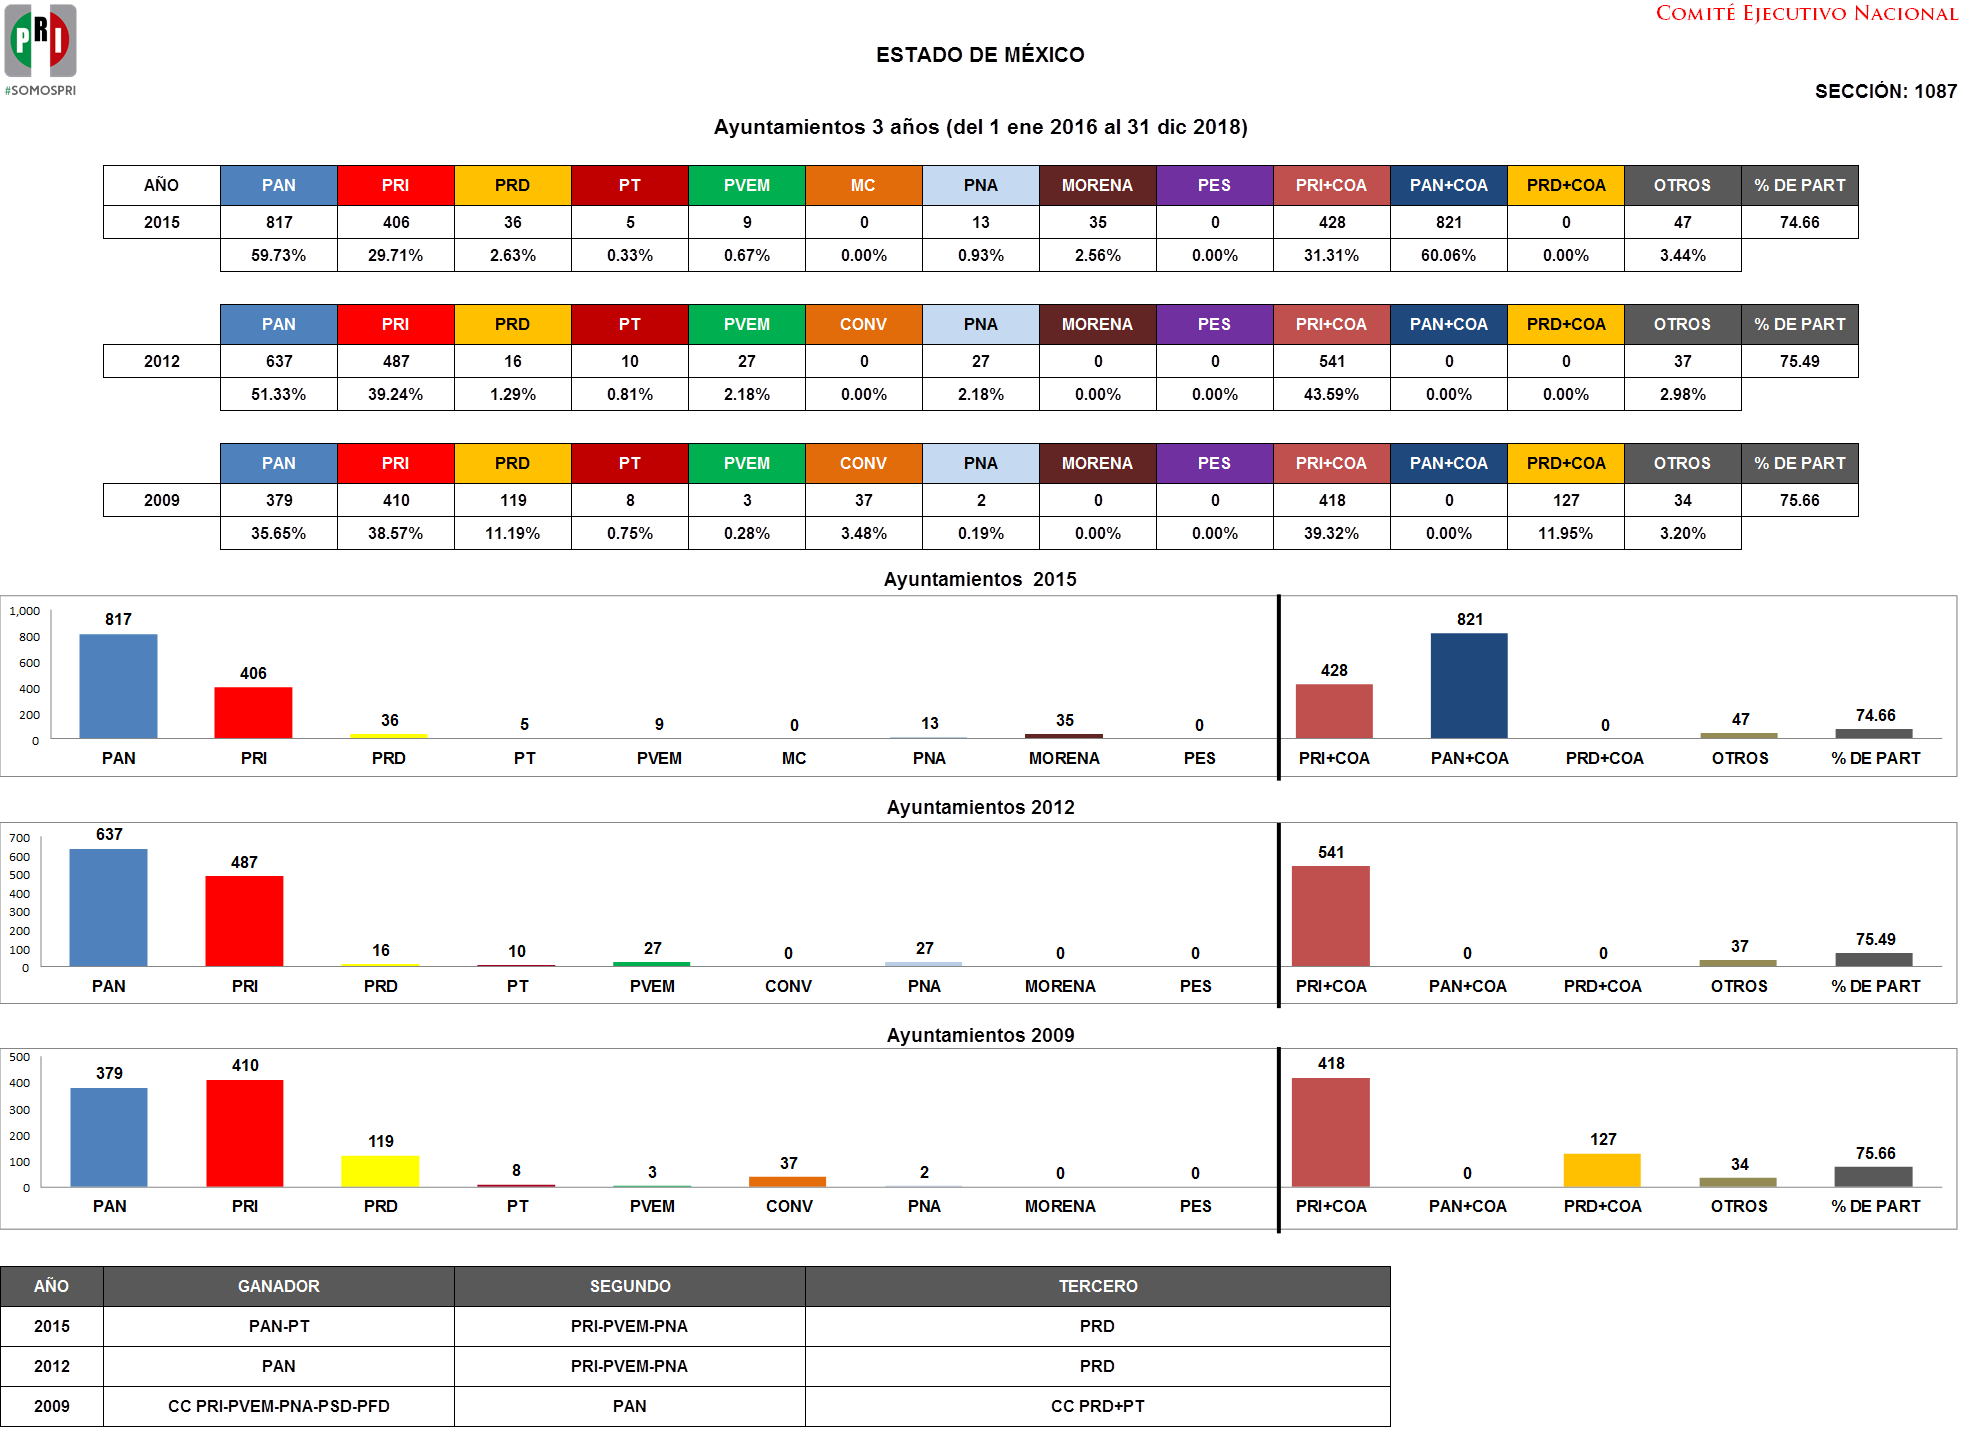 PRI
#SOMOSPRI
COMITÉ EJECUTIVO NACIONAL
ESTADO DE MÉXICO
SECCIÓN: 1087
Ayuntamientos 3 años (del 1 ene 2016 al 31 dic 2018)
AÑO PAN PRI PRD PT PVEM MC PNA MORENA PES PRI+COA PAN+COA PRD+COA OTROS % DE PART
2015 817 406 36 5 9 0 13 35 0 428 821 0 47 74.66
59.73% 29.71% 2.63% 0.33% 0.67% 0.00% 0.93% 2.56% 0.00% 31.31% 60.06% 0.00% 3.44%
PAN PRI PRD PT PVEM CONV PNA MORENA PES PRI+COA PAN+COA PRD+COA OTROS % DE PART
2012 637 487 16 10 27 0 27 0 0 541 0 0 37 75.49
51.33% 39.24% 1.29% 0.81% 2.18% 0.00% 2.18% 0.00% 0.00% 43.59% 0.00% 0.00% 2.98%
PAN PRI PRD PT PVEM CONV PNA MORENA PES PRI+COA PAN+COA PRD+COA OTROS % DE PART
2009 379 410 119 8 3 37 2 0 0 418 0 127 34 75.66
35.65% 38.57% 11.19% 0.75% 0.28% 3.48% 0.19% 0.00% 0.00% 39.32% 0.00% 11.95% 3.20%
Ayuntamientos 2015
1,000
800
600
400
200
0
817 406 36 5 9 0 13 35 0 428 821 0 47 74.66
PAN PRI PRD PT PVEM MC PNA MORENA PES PRI+COA PAN+COA PRD+COA OTROS % DE PART
Ayuntamientos 2012
700
600
500
400
300
200
100
0
637 487 16 10 27 0 27 0 0 541 0 0 37 75.49
PAN PRI PRD PT PVEM CONV PNA MORENA PES PRI+COA PAN+COA PRD+COA OTROS % DE PART
Ayuntamientos 2009
500
400
300
200
100
0
379 410 119 8 3 37 2 0 0 418 0 127 34 75.66
PAN PRI PRD PT PVEM CONV PNA MORENA PES PRI+COA PAN+COA PRD+COA OTROS % DE PART
AÑO GANADOR SEGUNDO TERCERO
2015 PAN-PT PRI-PVEM-PNA PRD
2012 PAN PRI-PVEM-PNA PRD
2009 CC PRI-PVEM-PNA-PSD-PFD PAN CC PRD+PT